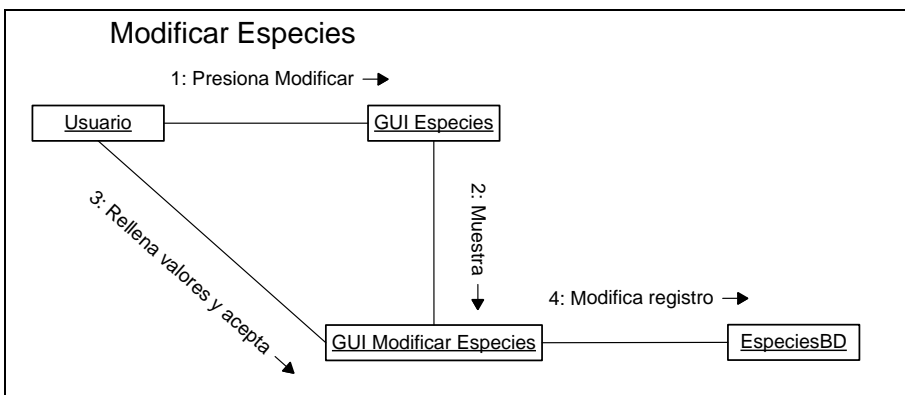 Modificar Especies
1: Presiona Modificar
Usuario
GUI Especies
3: Rellena valores y acepta
2: Muestra
4: Modifica registro
GUI Modificar Especies
EspeciesBD